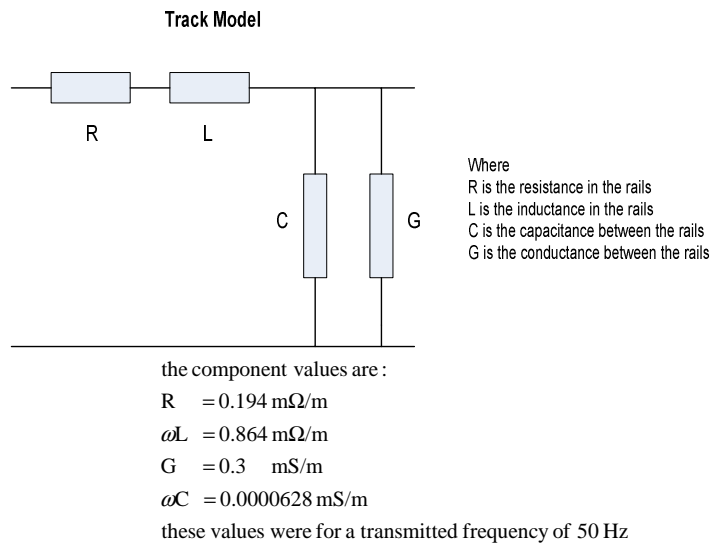 Track Model
R
L
C
G
Where
R is the resistance in the rails
L is the inductance in the rails
C is the capacitance between the rails
G is the conductance between the rails
the component values are :
R = 0.194 mΩ/m
ωL = 0.864 mΩ/m
G = 0.3 mS/m
ωC = 0.0000628 mS/m
these values were for a transmitted frequency of 50 Hz